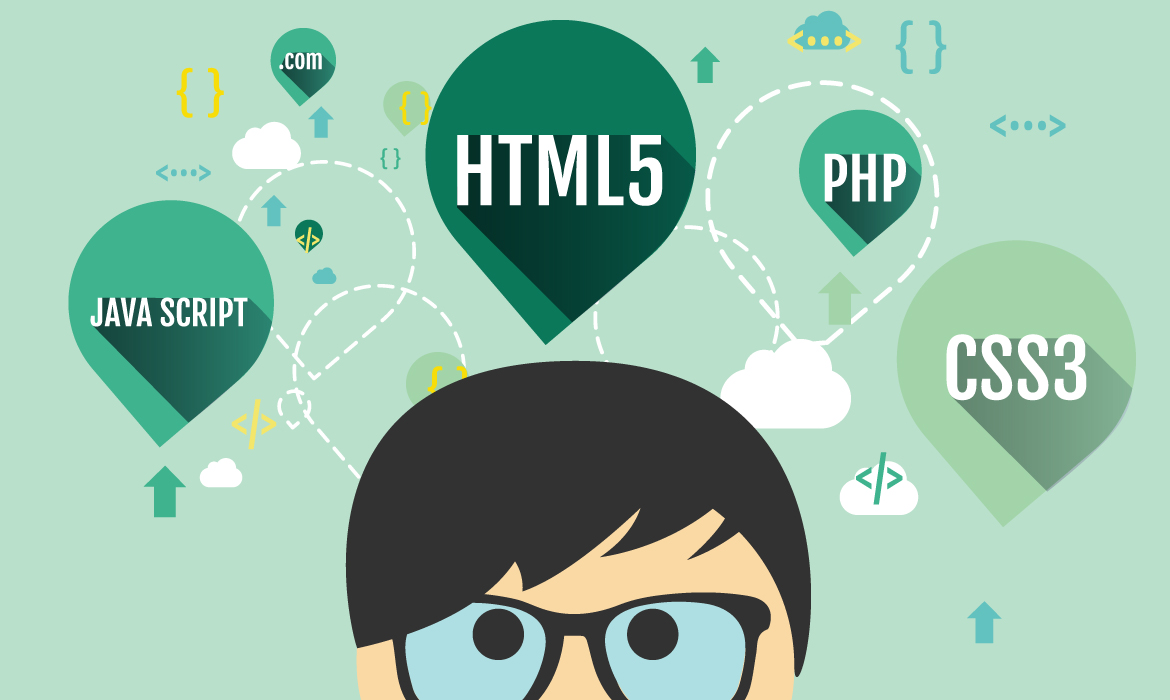 .com
HTML5
PHP
JAVA SCRIPT
CSS3
{ }
{ }
{ }
{ }
<····>
<····>
<···>
</>
</>
</>
{ }